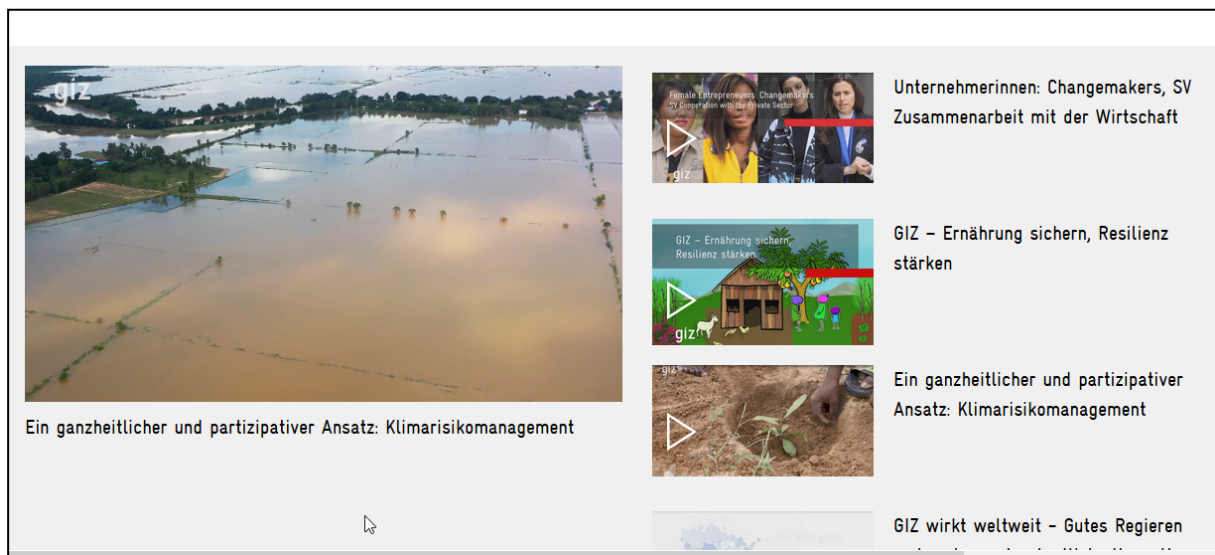 giz
Ein ganzheitlicher und partizipativer Ansatz: Klimarisikomanagement
Female Entrepreneuers: Changemakers
SV Cooperation with the Private Sector
giz
Unternehmerinnen: Changemakers, SV
Zusammenarbeit mit der Wirtschaft
GIZ – Ernährung sichern,
Resilienz stärken
giz
GIZ – Ernährung sichern, Resilienz
stärken
giz
Ein ganzheitlicher und partizipativer
Ansatz: Klimarisikomanagement
GIZ wirkt weltweit – Gutes Regieren